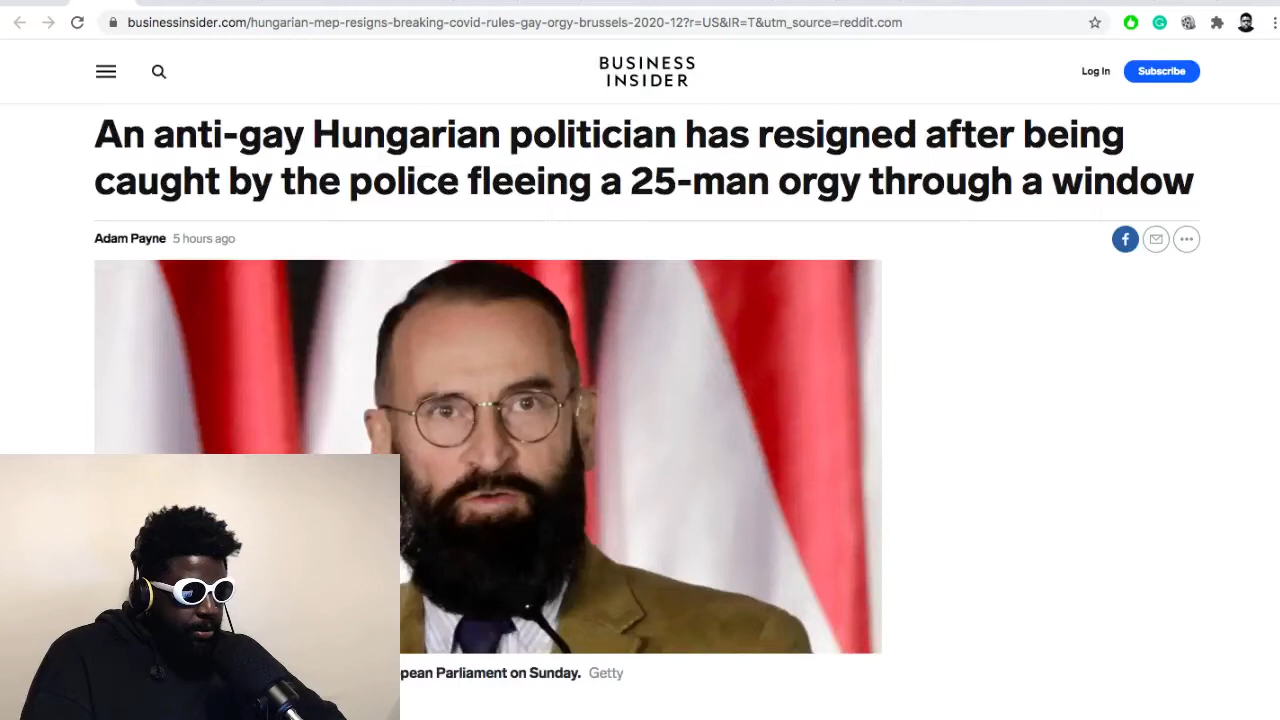 businessinsider.com/hungarian-mep-resigns-breaking-covid-rules-gay-orgy-brussels-2020-12?r=US&IR=T&utm_source=reddit.com
BUSINESS
INSIDER
Log In
Subscribe
An anti-gay Hungarian politician has resigned after being
caught by the police fleeing a 25-man orgy through a window
Adam Payne 5 hours ago
pean Parliament on Sunday. Getty